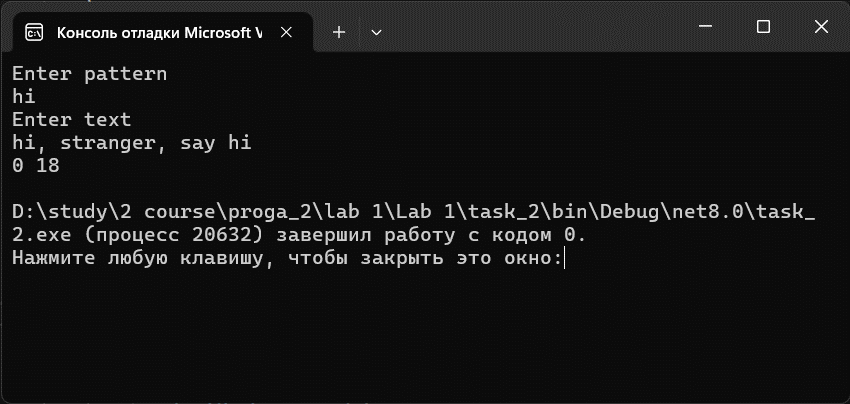 Консоль отладки Microsoft V
Enter pattern
hi
Enter text
hi, stranger, say hi
0 18

D:\study\2 course\proga_2\lab 1\Lab 1\task_2\bin\Debug\net8.0\task_
2.exe (процесс 20632) завершил работу с кодом 0.
Нажмите любую клавишу, чтобы закрыть это окно: